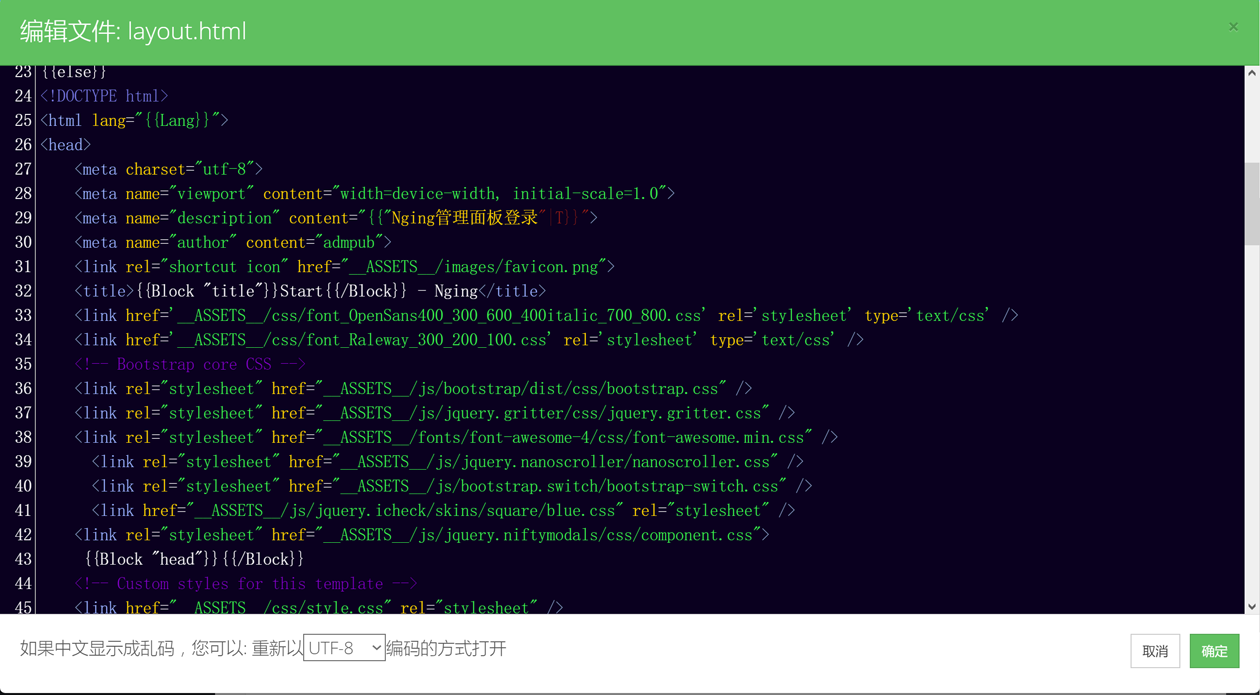 编辑文件: layout.html
×
23 {{else}}
24 <!DOCTYPE html>
25 <html lang="{{Lang}}">
26 <head>
27     <meta charset="utf-8">
28     <meta name="viewport" content="width=device-width, initial-scale=1.0">
29     <meta name="description" content="{{"Nging管理面板登录"|T}}">
30     <meta name="author" content="admpub">
31     <link rel="shortcut icon" href="__ASSETS__/images/favicon.png">
32     <title>{{Block "title"}}Start{{/Block}} - Nging</title>
33     <link href='__ASSETS__/css/font_OpenSans400_300_600_400italic_700_800.css' rel='stylesheet' type='text/css' />
34     <link href='__ASSETS__/css/font_Raleway_300_200_100.css' rel='stylesheet' type='text/css' />
35     <!-- Bootstrap core CSS -->
36     <link rel="stylesheet" href="__ASSETS__/js/bootstrap/dist/css/bootstrap.css" />
37     <link rel="stylesheet" href="__ASSETS__/js/jquery.gritter/css/jquery.gritter.css" />
38     <link rel="stylesheet" href="__ASSETS__/fonts/font-awesome-4/css/font-awesome.min.css" />
39       <link rel="stylesheet" href="__ASSETS__/js/jquery.nanoscroller/nanoscroller.css" />
40       <link rel="stylesheet" href="__ASSETS__/js/bootstrap.switch/bootstrap-switch.css" />
41       <link href="__ASSETS__/js/jquery.icheck/skins/square/blue.css" rel="stylesheet" />
42     <link rel="stylesheet" href="__ASSETS__/js/jquery.niftymodals/css/component.css">
43      {{Block "head"}}{{/Block}}
44     <!-- Custom styles for this template -->
45     <link href="__ASSETS__/css/style.css" rel="stylesheet" />
如果中文显示成乱码，您可以: 重新以 UTF-8 编码的方式打开
取消 确定